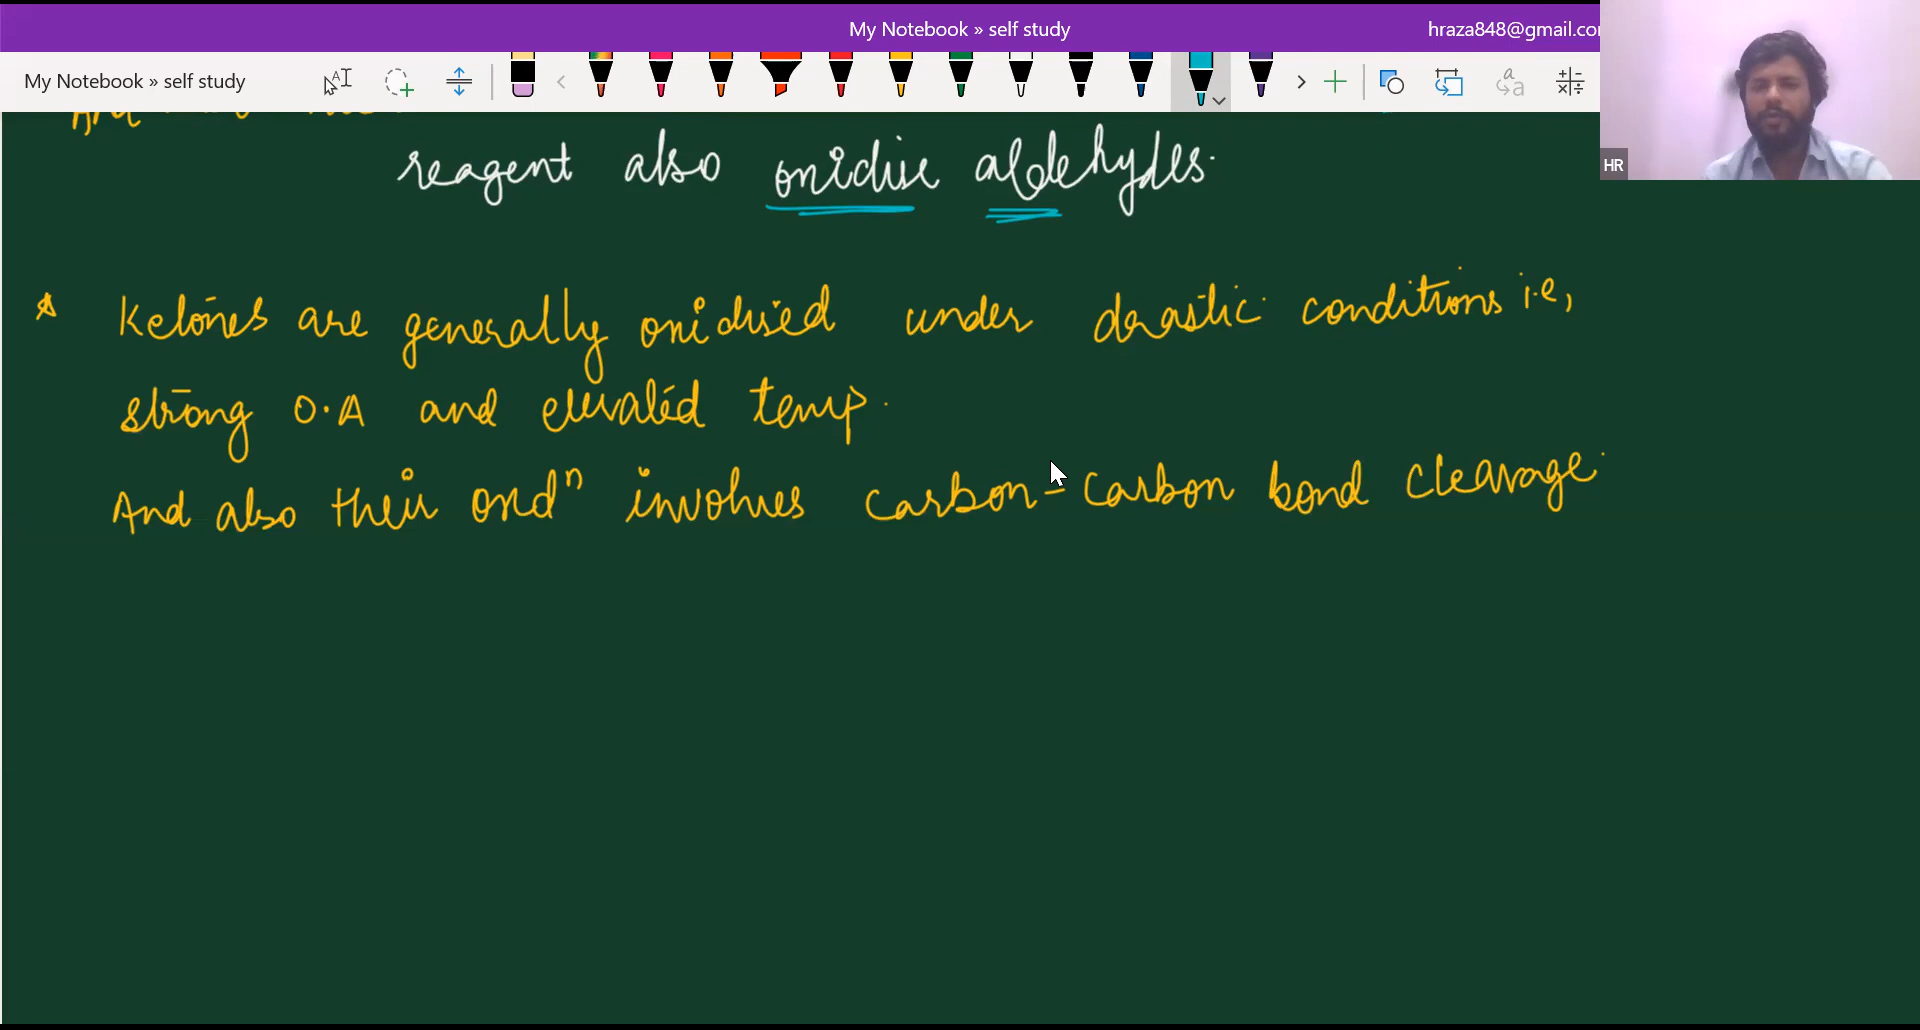 My Notebook » self study
hraza848@gmail.co
My Notebook » self study
HR
reagent also oxidise aldehydes.
Ketones are generally oxidised under drastic conditions i.e,
strong O.A and elevated temp.
And also their oxdⁿ involves carbon-carbon bond cleavage.